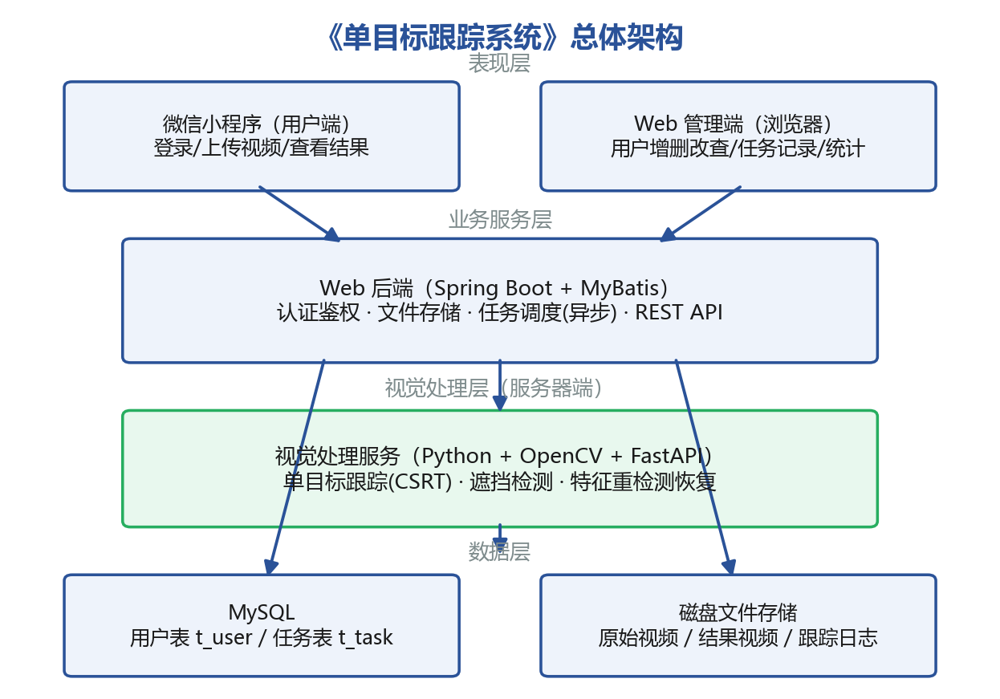 《单目标跟踪系统》总体架构
表现层
微信小程序（用户端）
登录/上传视频/查看结果
Web 管理端（浏览器）
用户增删改查/任务记录/统计
业务服务层
Web 后端（Spring Boot + MyBatis）
认证鉴权 · 文件存储 · 任务调度(异步) · REST API
视觉处理层（服务器端）
视觉处理服务（Python + OpenCV + FastAPI）
单目标跟踪(CSRT) · 遮挡检测 · 特征重检测恢复
数据层
MySQL
用户表 t_user / 任务表 t_task
磁盘文件存储
原始视频 / 结果视频 / 跟踪日志